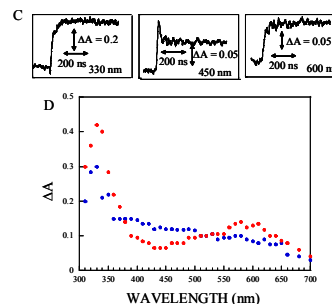 C
ΔA = 0.2
200 ns
330 nm
ΔA = 0.05
200 ns
450 nm
ΔA = 0.05
200 ns
600 nm
D
0.5
0.4
0.3
0.2
0.1
0
ΔA
300 350 400 450 500 550 600 650 700
WAVELENGTH (nm)